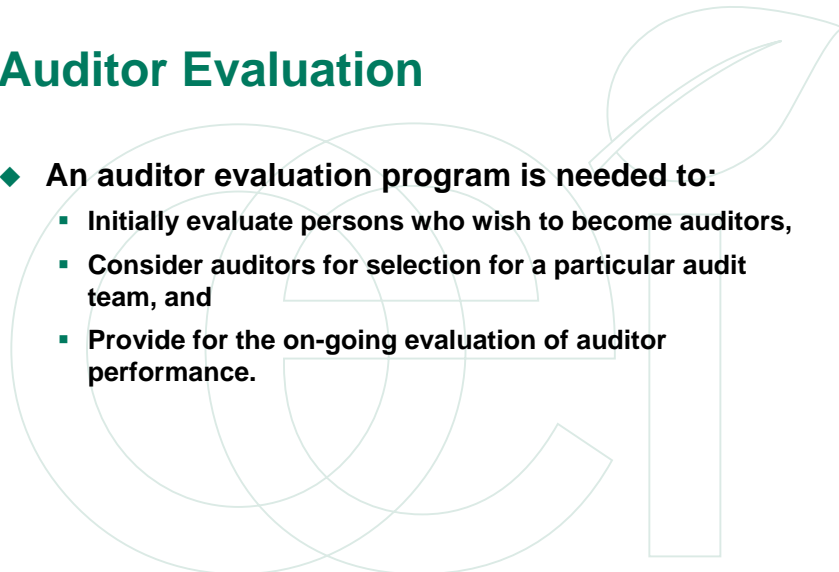 Auditor Evaluation
An auditor evaluation program is needed to:
Initially evaluate persons who wish to become auditors,
Consider auditors for selection for a particular audit
team, and
Provide for the on-going evaluation of auditor
performance.